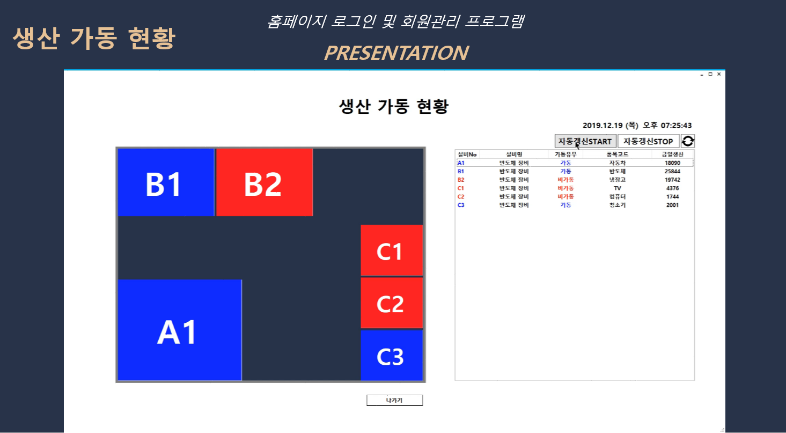 홈페이지 로그인 및 회원관리 프로그램
생산 가동 현황
PRESENTATION
생산 가동 현황
2019.12.19 (목) 오후 07:25:43
자동갱신START 자동갱신STOP
설비No 설비명 가동유무 품목코드 금일생산
A1 반도체 장비 가동 자동차 18090
B1 반도체 장비 가동 반도체 25844
B2 반도체 장비 비가동 냉장고 19742
C1 반도체 장비 비가동 TV 4376
C2 반도체 장비 비가동 컴퓨터 1744
C3 반도체 장비 가동 청소기 2001
B1 B2
C1
C2
A1
C3
나가기